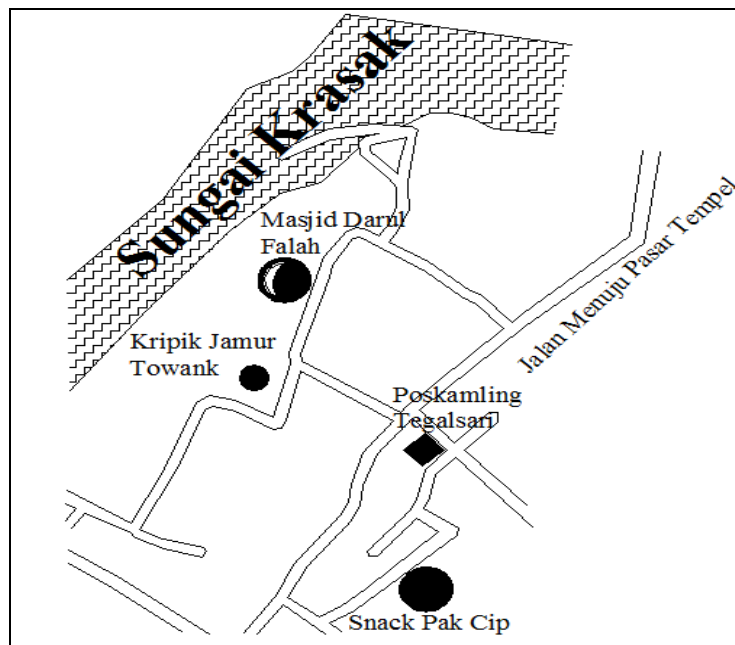 Sungai Krasak
Masjid Darul
Falah
Jalan Menuju Pasar Tempel
Kripik Jamur
Towank
Poskamling
Tegalsari
Snack Pak Cip